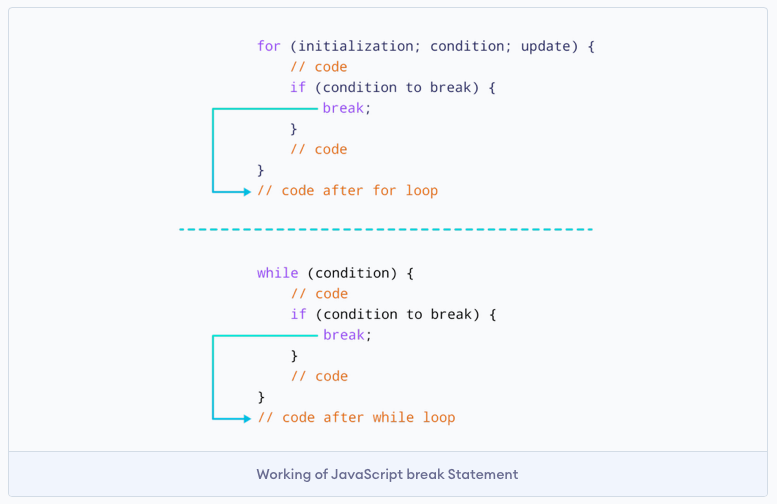 for (initialization; condition; update) {
// code
if (condition to break) {
break;
}
// code
}
// code after for loop
while (condition) {
// code
if (condition to break) {
break;
}
// code
}
// code after while loop
Working of JavaScript break Statement